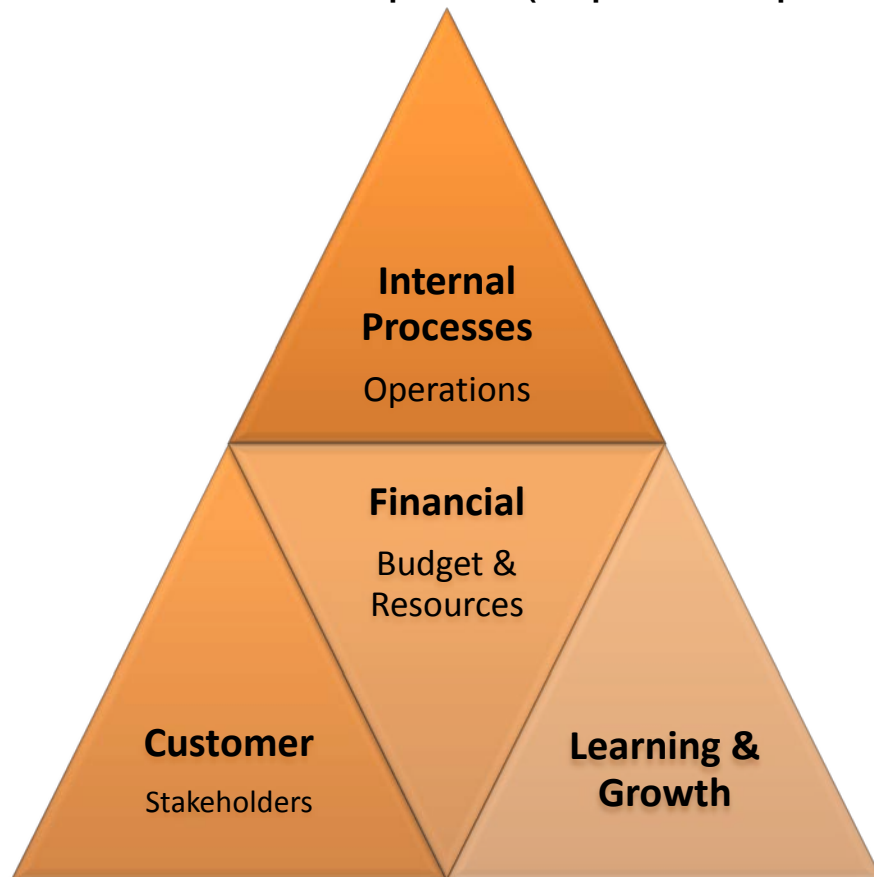 Internal
Processes
Operations
Financial
Budget &
Resources
Customer
Stakeholders
Learning &
Growth